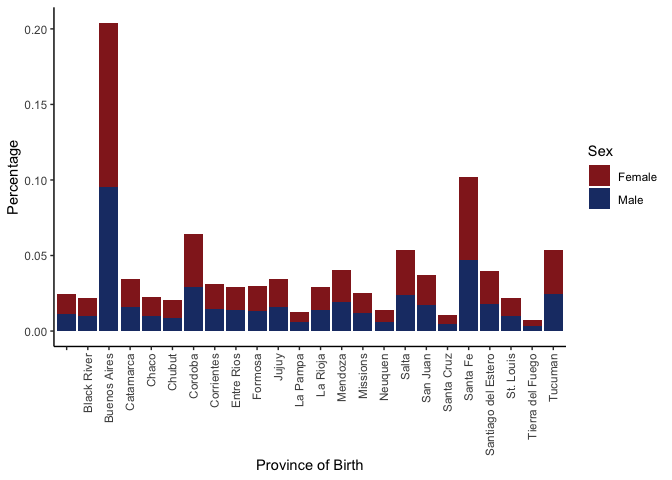 0.20
0.15
0.10
0.05
0.00
Percentage
Black River
Buenos Aires
Catamarca
Chaco
Chubut
Cordoba
Corrientes
Entre Rios
Formosa
Jujuy
La Pampa
La Rioja
Mendoza
Missions
Neuquen
Salta
San Juan
Santa Cruz
Santa Fe
Santiago del Estero
St. Louis
Tierra del Fuego
Tucuman
Province of Birth
Sex
Female
Male